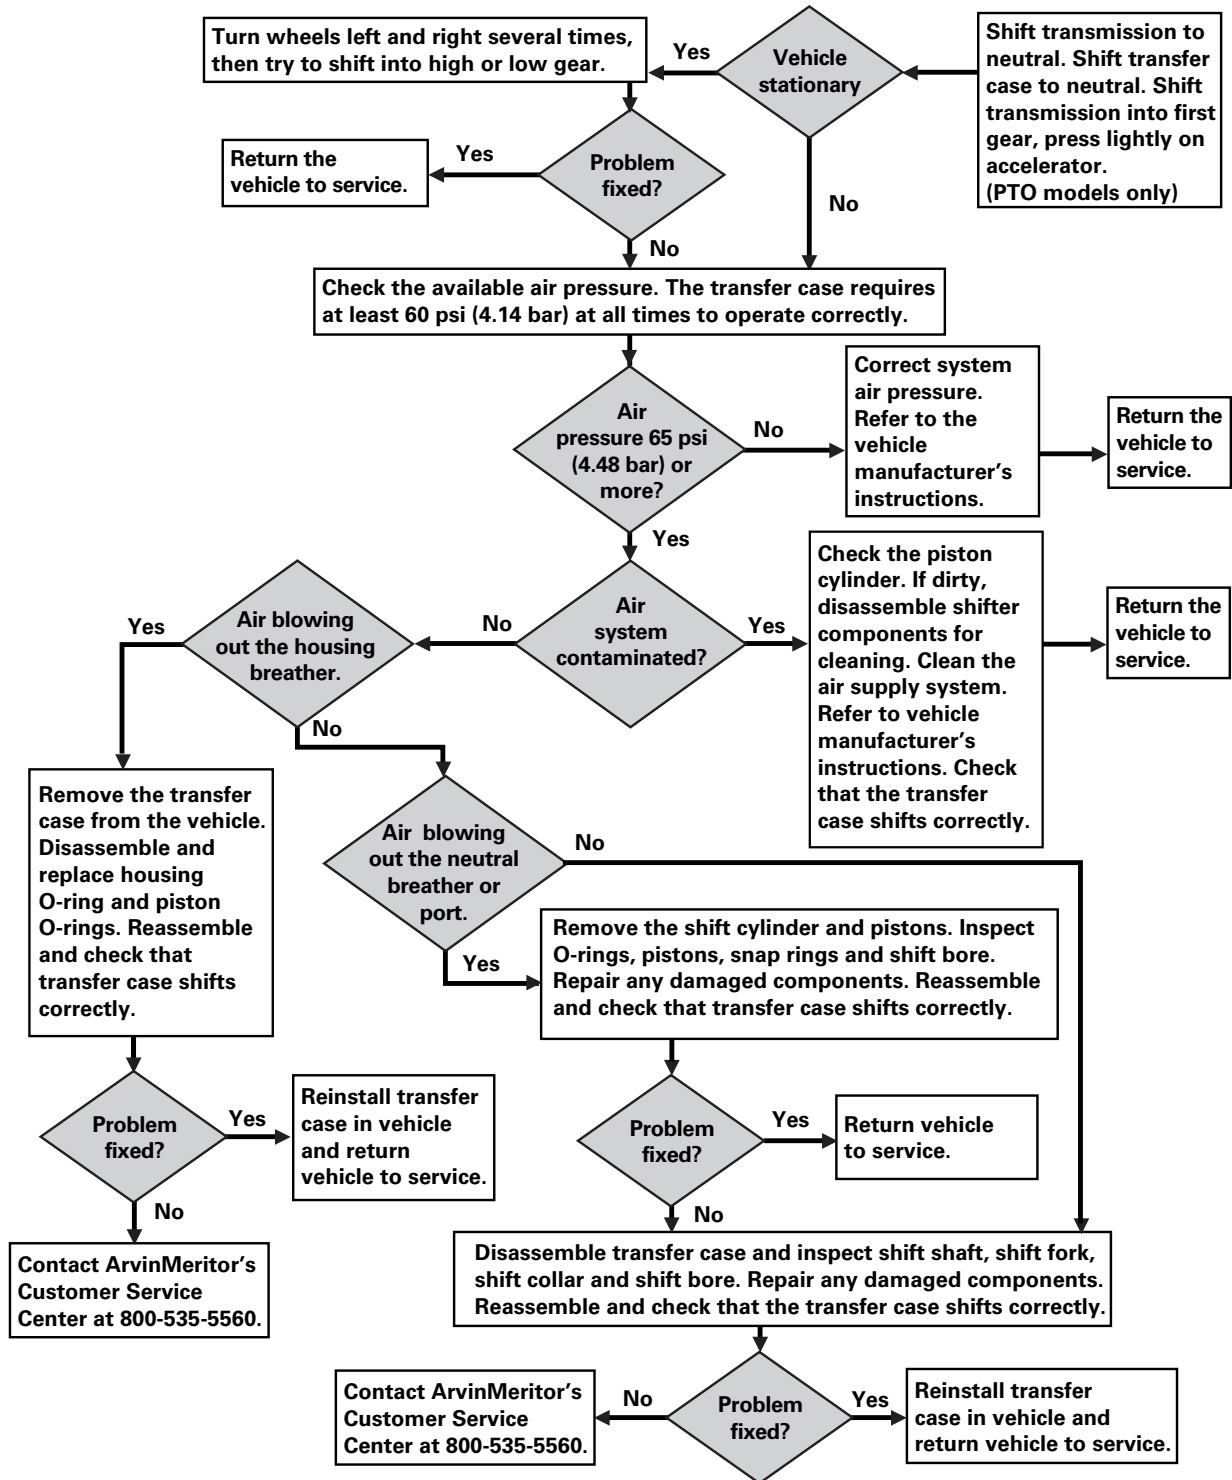 Turn wheels left and right several times,
then try to shift into high or low gear.
Yes
Vehicle
stationary
Shift transmission to
neutral. Shift transfer
case to neutral. Shift
transmission into first
gear, press lightly on
accelerator.
(PTO models only)
Return the
vehicle to service.
Yes
Problem
fixed?
No
No
Check the available air pressure. The transfer case requires
at least 60 psi (4.14 bar) at all times to operate correctly.
Air
pressure 65 psi
(4.48 bar) or
more?
No
Correct system
air pressure.
Refer to the
vehicle
manufacturer's
instructions.
Return the
vehicle to
service.
Yes
Air
system
contaminated?
Yes
Check the piston
cylinder. If dirty,
disassemble shifter
components for
cleaning. Clean the
air supply system.
Refer to vehicle
manufacturer's
instructions. Check
that the transfer
case shifts correctly.
Return the
vehicle to
service.
No
Air blowing
out the housing
breather.
Yes
No
Remove the transfer
case from the vehicle.
Disassemble and
replace housing
O-ring and piston
O-rings. Reassemble
and check that
transfer case shifts
correctly.
Air blowing
out the neutral
breather or
port.
No
Yes
Remove the shift cylinder and pistons. Inspect
O-rings, pistons, snap rings and shift bore.
Repair any damaged components. Reassemble
and check that transfer case shifts correctly.
Problem
fixed?
Yes
Reinstall transfer
case in vehicle
and return
vehicle to service.
No
Contact ArvinMeritor's
Customer Service
Center at 800-535-5560.
Problem
fixed?
Yes
Return vehicle
to service.
No
Disassemble transfer case and inspect shift shaft, shift fork,
shift collar and shift bore. Repair any damaged components.
Reassemble and check that the transfer case shifts correctly.
Contact ArvinMeritor's
Customer Service
Center at 800-535-5560.
No
Problem
fixed?
Yes
Reinstall transfer
case in vehicle and
return vehicle to service.